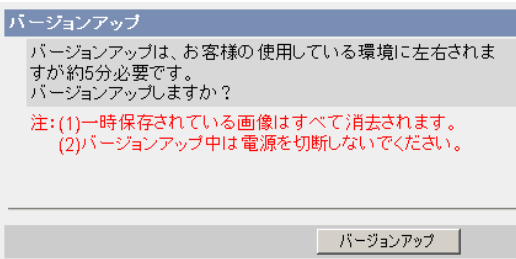 バージョンアップ
バージョンアップは、お客様の使用している環境に左右されま
すが約5分必要です。
バージョンアップしますか？
注：(1)一時保存されている画像はすべて消去されます。
(2)バージョンアップ中は電源を切断しないでください。
バージョンアップ